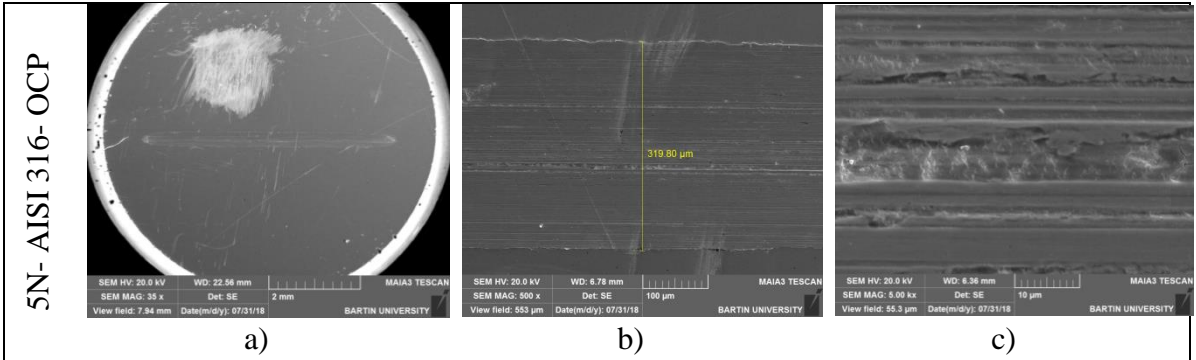 5N- AISI 316- OCP
SEM HV: 20.0 kV WD: 22.56 mm MAIA3 TESCAN
SEM MAG: 35 x Det: SE 2 mm
View field: 7.94 mm Date(m/d/y): 07/31/18 BARTIN UNIVERSITY
a)
319.80 µm
SEM HV: 20.0 kV WD: 6.78 mm MAIA3 TESCAN
SEM MAG: 500 x Det: SE 100 µm
View field: 553 µm Date(m/d/y): 07/31/18 BARTIN UNIVERSITY
b)
SEM HV: 20.0 kV WD: 6.36 mm MAIA3 TESCAN
SEM MAG: 5.00 kx Det: SE 10 µm
View field: 55.3 µm Date(m/d/y): 07/31/18 BARTIN UNIVERSITY
c)